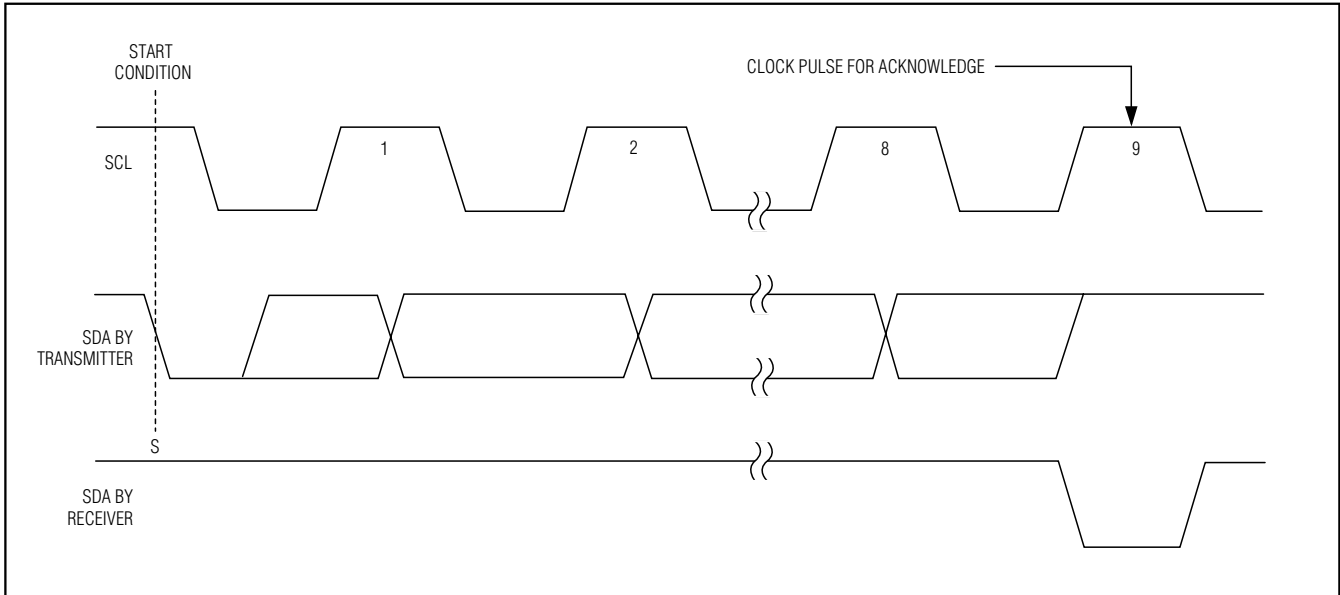 START
CONDITION
CLOCK PULSE FOR ACKNOWLEDGE
SCL
1
2
8
9
SDA BY
TRANSMITTER
S
SDA BY
RECEIVER